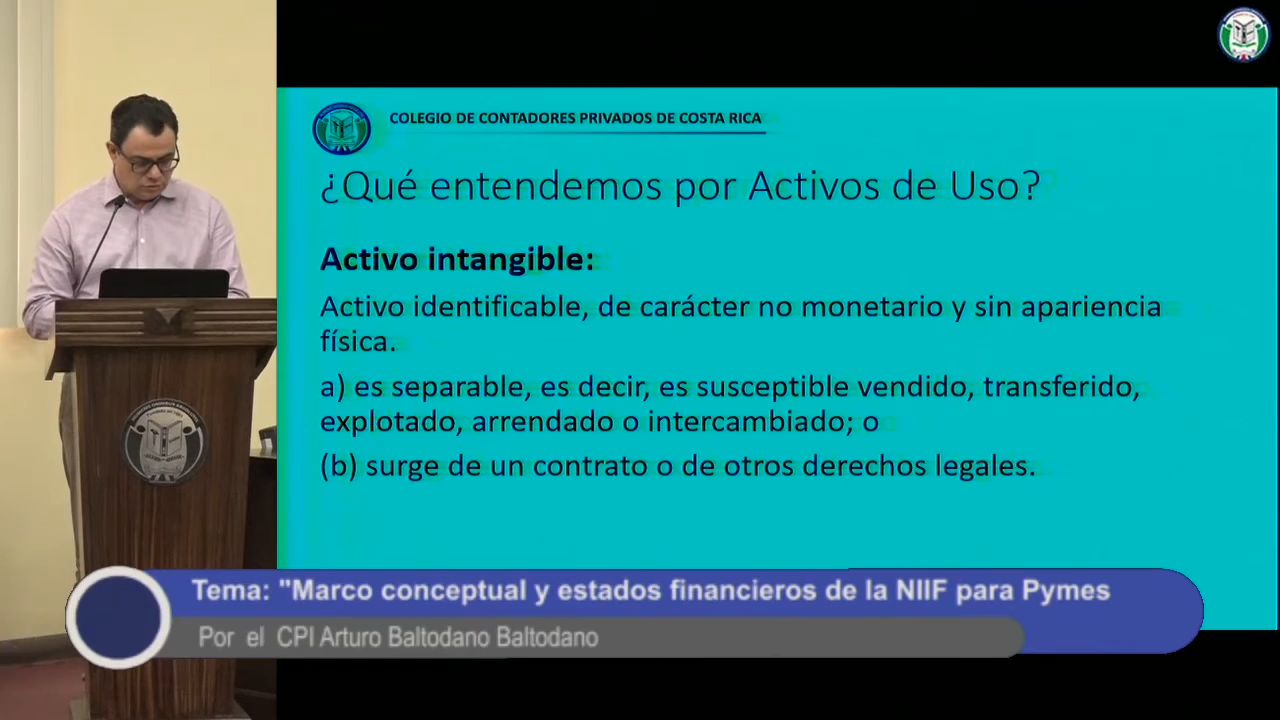 COLEGIO DE CONTADORES PRIVADOS DE COSTA RICA
¿Qué entendemos por Activos de Uso?
Activo intangible:
Activo identificable, de carácter no monetario y sin apariencia
física.
a) es separable, es decir, es susceptible vendido, transferido,
explotado, arrendado o intercambiado; o
(b) surge de un contrato o de otros derechos legales.
Tema: "Marco conceptual y estados financieros de la NIIF para Pymes
Por el CPI Arturo Baltodano Baltodano